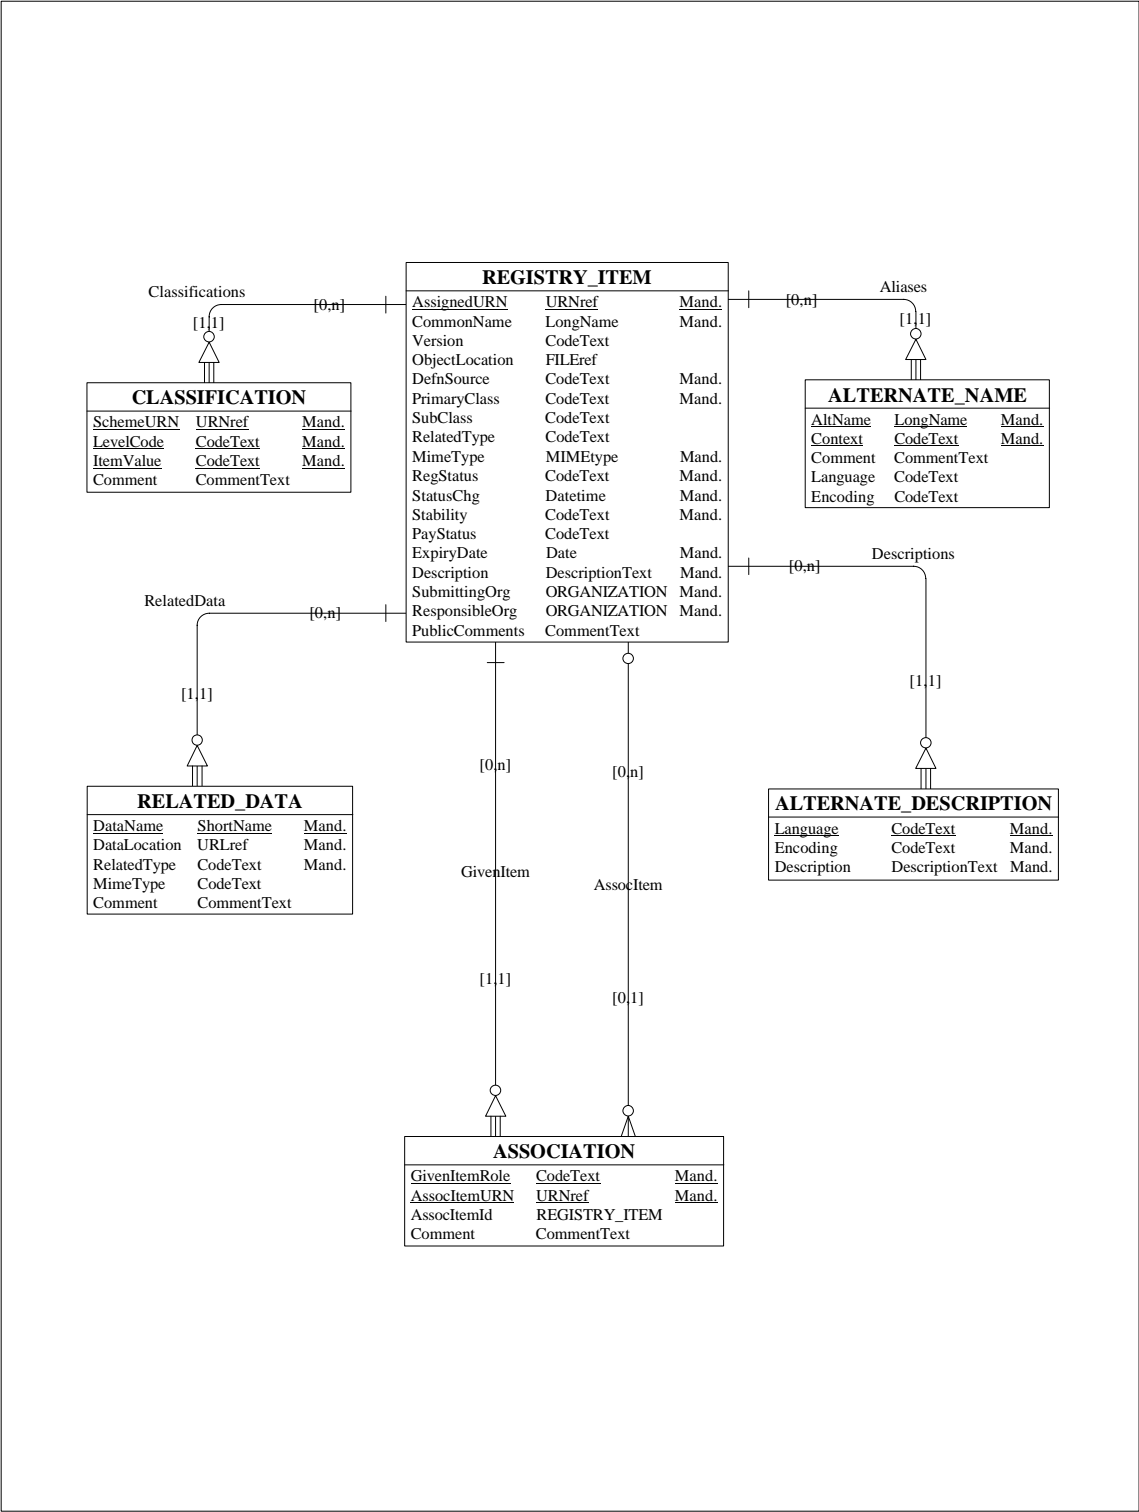 Classifications
[0,n]
[1,1]
REGISTRY_ITEM
AssignedURN URNref Mand.
CommonName LongName Mand.
Version CodeText
ObjectLocation FILEref
DefnSource CodeText Mand.
PrimaryClass CodeText Mand.
SubClass CodeText
RelatedType CodeText
MimeType MIMEtype Mand.
RegStatus CodeText Mand.
StatusChg Datetime Mand.
Stability CodeText Mand.
PayStatus CodeText
ExpiryDate Date Mand.
Description DescriptionText Mand.
SubmittingOrg ORGANIZATION Mand.
ResponsibleOrg ORGANIZATION Mand.
PublicComments CommentText
Aliases
[0,n]
[1,1]
CLASSIFICATION
SchemeURN URNref Mand.
LevelCode CodeText Mand.
ItemValue CodeText Mand.
Comment CommentText
ALTERNATE_NAME
AltName LongName Mand.
Context CodeText Mand.
Comment CommentText
Language CodeText
Encoding CodeText
Descriptions
[0,n]
[1,1]
RelatedData
[0,n]
[1,1]
RELATED_DATA
DataName ShortName Mand.
DataLocation URLref Mand.
RelatedType CodeText Mand.
MimeType CodeText
Comment CommentText
ALTERNATE_DESCRIPTION
Language CodeText Mand.
Encoding CodeText Mand.
Description DescriptionText Mand.
[0,n]
GivenItem
[1,1]
[0,n]
AssocItem
[0,1]
ASSOCIATION
GivenItemRole CodeText Mand.
AssocItemURN URNref Mand.
AssocItemId REGISTRY_ITEM
Comment CommentText